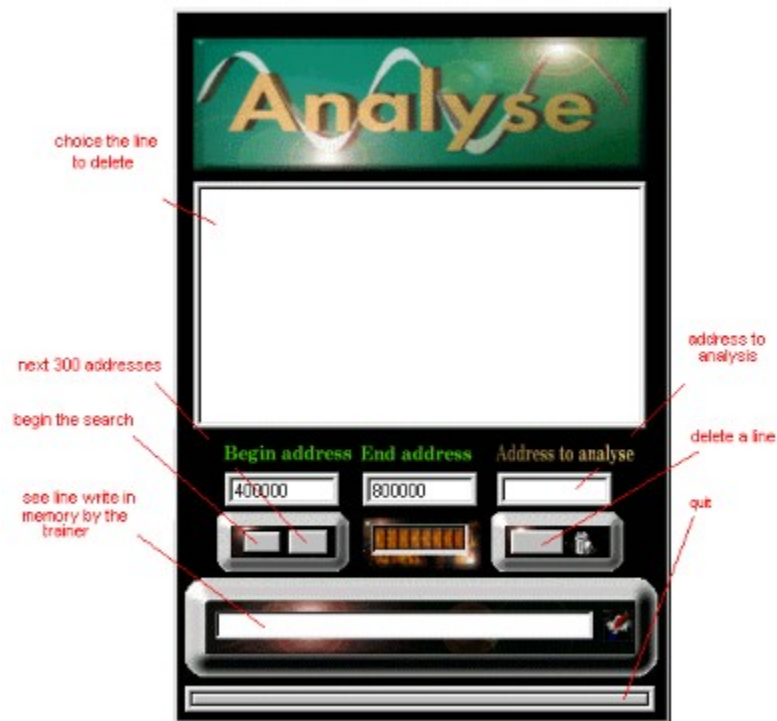 Analyse
choice the line
to delete
next 300 addresses
address to
analysis
begin the search
delete a line
Begin address
End address
Address to analyse
400000
800000
see line write in
memory by the
trainer
quit